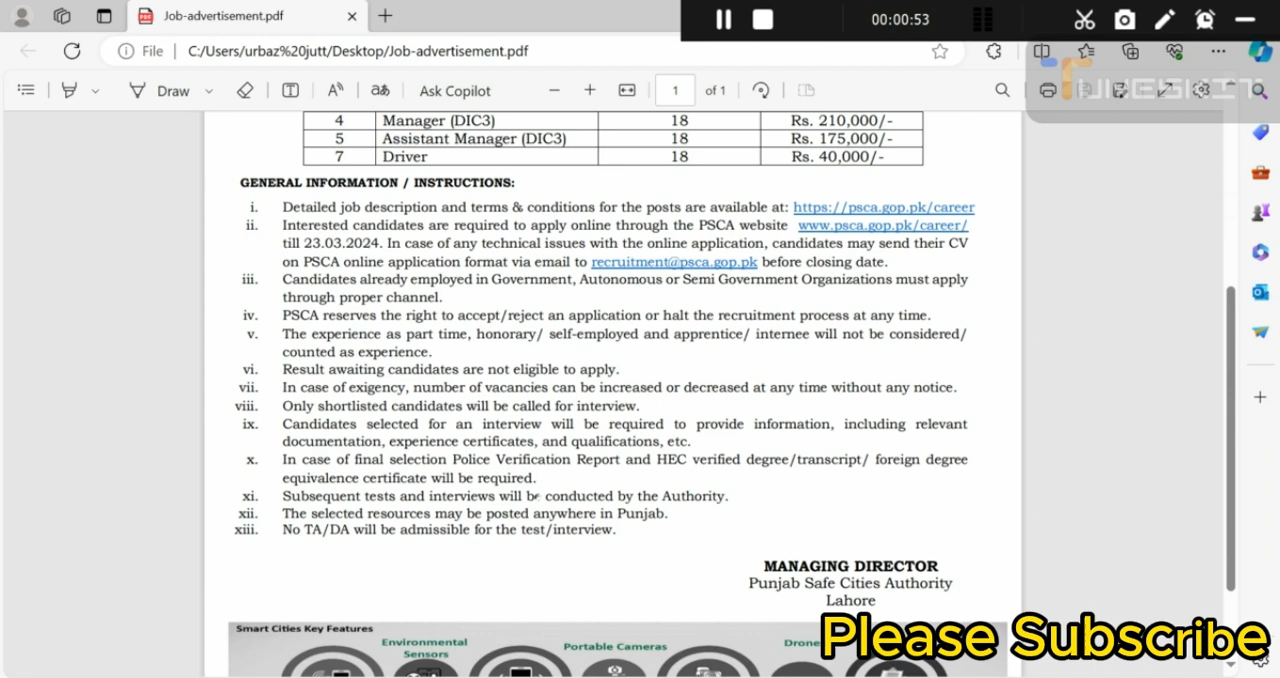 Job-advertisement.pdf
00:00:53
File
C:/Users/urbaz%20jutt/Desktop/Job-advertisement.pdf
Draw
Ask Copilot
1 of 1
4 Manager (DIC3) 18 Rs. 210,000/-
5 Assistant Manager (DIC3) 18 Rs. 175,000/-
7 Driver 18 Rs. 40,000/-
GENERAL INFORMATION / INSTRUCTIONS:
i. Detailed job description and terms & conditions for the posts are available at: https://psca.gop.pk/career
ii. Interested candidates are required to apply online through the PSCA website www.psca.gop.pk/career/
till 23.03.2024. In case of any technical issues with the online application, candidates may send their CV
on PSCA online application format via email to recruitment@psca.gop.pk before closing date.
iii. Candidates already employed in Government, Autonomous or Semi Government Organizations must apply
through proper channel.
iv. PSCA reserves the right to accept/reject an application or halt the recruitment process at any time.
v. The experience as part time, honorary/ self-employed and apprentice/ internee will not be considered/
counted as experience.
vi. Result awaiting candidates are not eligible to apply.
vii. In case of exigency, number of vacancies can be increased or decreased at any time without any notice.
viii. Only shortlisted candidates will be called for interview.
ix. Candidates selected for an interview will be required to provide information, including relevant
documentation, experience certificates, and qualifications, etc.
x. In case of final selection Police Verification Report and HEC verified degree/transcript/ foreign degree
equivalence certificate will be required.
xi. Subsequent tests and interviews will be conducted by the Authority.
xii. The selected resources may be posted anywhere in Punjab.
xiii. No TA/DA will be admissible for the test/interview.
MANAGING DIRECTOR
Punjab Safe Cities Authority
Lahore
Smart Cities Key Features
Environmental
Sensors
Portable Cameras
Please Subscribe